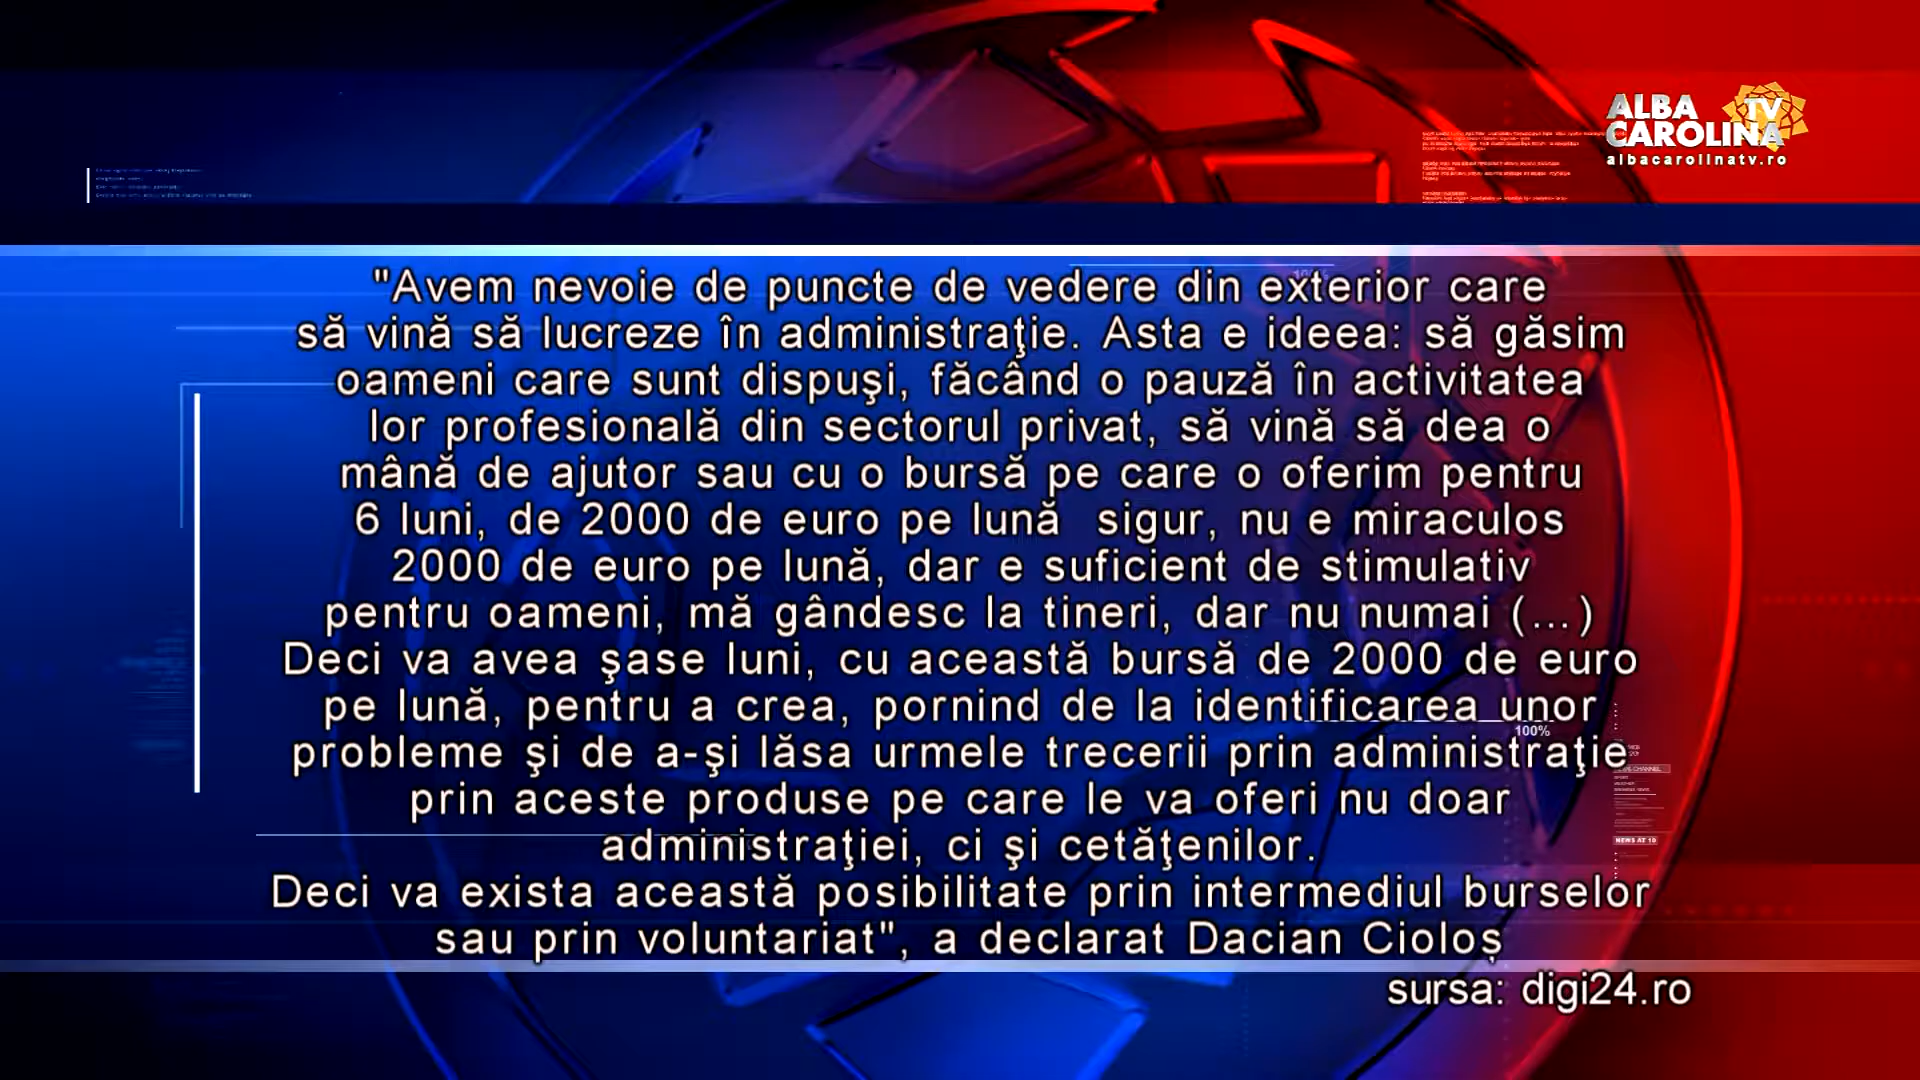 ALBA
TV
CAROLINA
albacarolinatv.ro
"Avem nevoie de puncte de vedere din exterior care
să vină să lucreze în administraţie. Asta e ideea: să găsim
oameni care sunt dispuşi, făcând o pauză în activitatea
lor profesională din sectorul privat, să vină să dea o
mână de ajutor sau cu o bursă pe care o oferim pentru
6 luni, de 2000 de euro pe lună  sigur, nu e miraculos
2000 de euro pe lună, dar e suficient de stimulativ
pentru oameni, mă gândesc la tineri, dar nu numai (...)
Deci va avea şase luni, cu această bursă de 2000 de euro
pe lună, pentru a crea, pornind de la identificarea unor
100%
probleme şi de a-şi lăsa urmele trecerii prin administraţie
prin aceste produse pe care le va oferi nu doar
administraţiei, ci şi cetăţenilor.
NEWS AT 10
Deci va exista această posibilitate prin intermediul burselor
sau prin voluntariat", a declarat Dacian Cioloș
sursa: digi24.ro